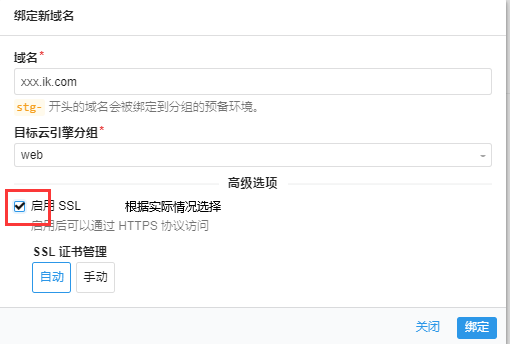 绑定新域名
域名*
xxx.ik.com
stg- 开头的域名会被绑定到分组的预备环境。
目标云引擎分组*
web
高级选项
启用 SSL 根据实际情况选择
启用后可以通过 HTTPS 协议访问
SSL 证书管理
自动 手动
关闭 绑定